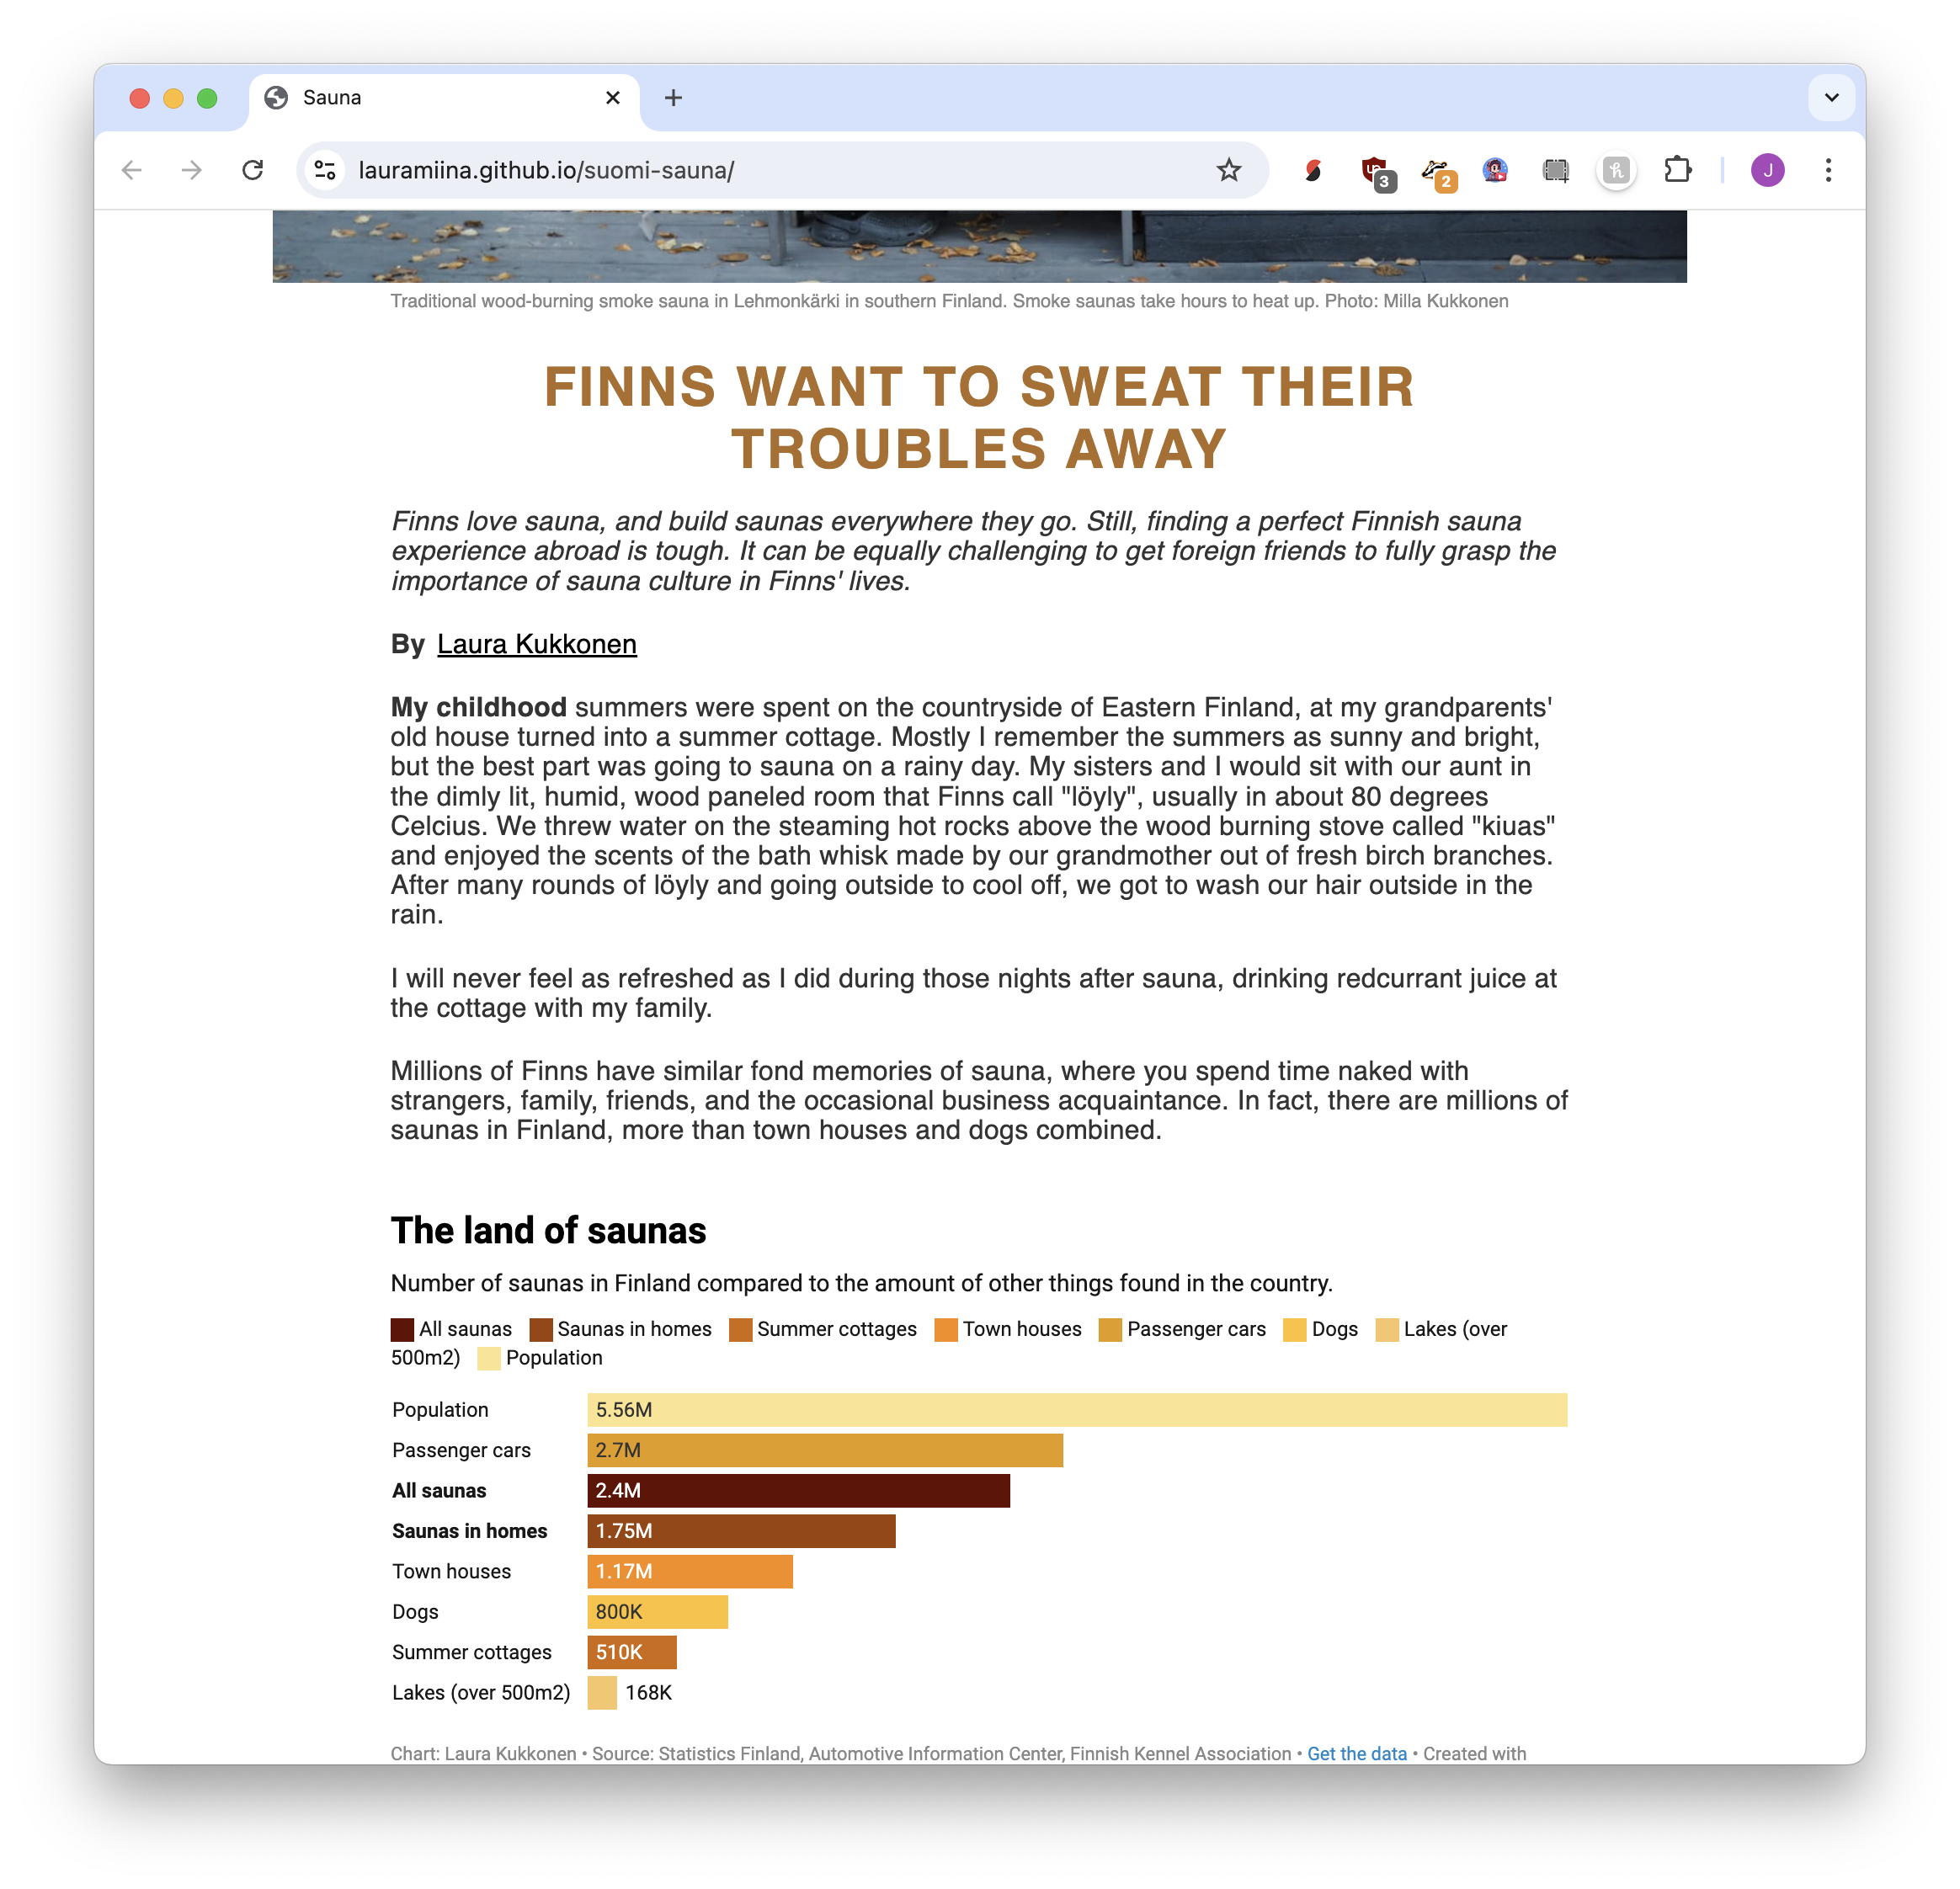 Sauna
lauramiina.github.io/suomi-sauna/
3
2
J
Traditional wood-burning smoke sauna in Lehmonkärki in southern Finland. Smoke saunas take hours to heat up. Photo: Milla Kukkonen
FINNS WANT TO SWEAT THEIR
TROUBLES AWAY
Finns love sauna, and build saunas everywhere they go. Still, finding a perfect Finnish sauna
experience abroad is tough. It can be equally challenging to get foreign friends to fully grasp the
importance of sauna culture in Finns' lives.
By Laura Kukkonen
My childhood summers were spent on the countryside of Eastern Finland, at my grandparents'
old house turned into a summer cottage. Mostly I remember the summers as sunny and bright,
but the best part was going to sauna on a rainy day. My sisters and I would sit with our aunt in
the dimly lit, humid, wood paneled room that Finns call "löyly", usually in about 80 degrees
Celcius. We threw water on the steaming hot rocks above the wood burning stove called "kiuas"
and enjoyed the scents of the bath whisk made by our grandmother out of fresh birch branches.
After many rounds of löyly and going outside to cool off, we got to wash our hair outside in the
rain.
I will never feel as refreshed as I did during those nights after sauna, drinking redcurrant juice at
the cottage with my family.
Millions of Finns have similar fond memories of sauna, where you spend time naked with
strangers, family, friends, and the occasional business acquaintance. In fact, there are millions of
saunas in Finland, more than town houses and dogs combined.
The land of saunas
Number of saunas in Finland compared to the amount of other things found in the country.
All saunas Saunas in homes Summer cottages Town houses Passenger cars Dogs Lakes (over
500m2) Population
Population 5.56M
Passenger cars 2.7M
All saunas 2.4M
Saunas in homes 1.75M
Town houses 1.17M
Dogs 800K
Summer cottages 510K
Lakes (over 500m2) 168K
Chart: Laura Kukkonen • Source: Statistics Finland, Automotive Information Center, Finnish Kennel Association • Get the data • Created with